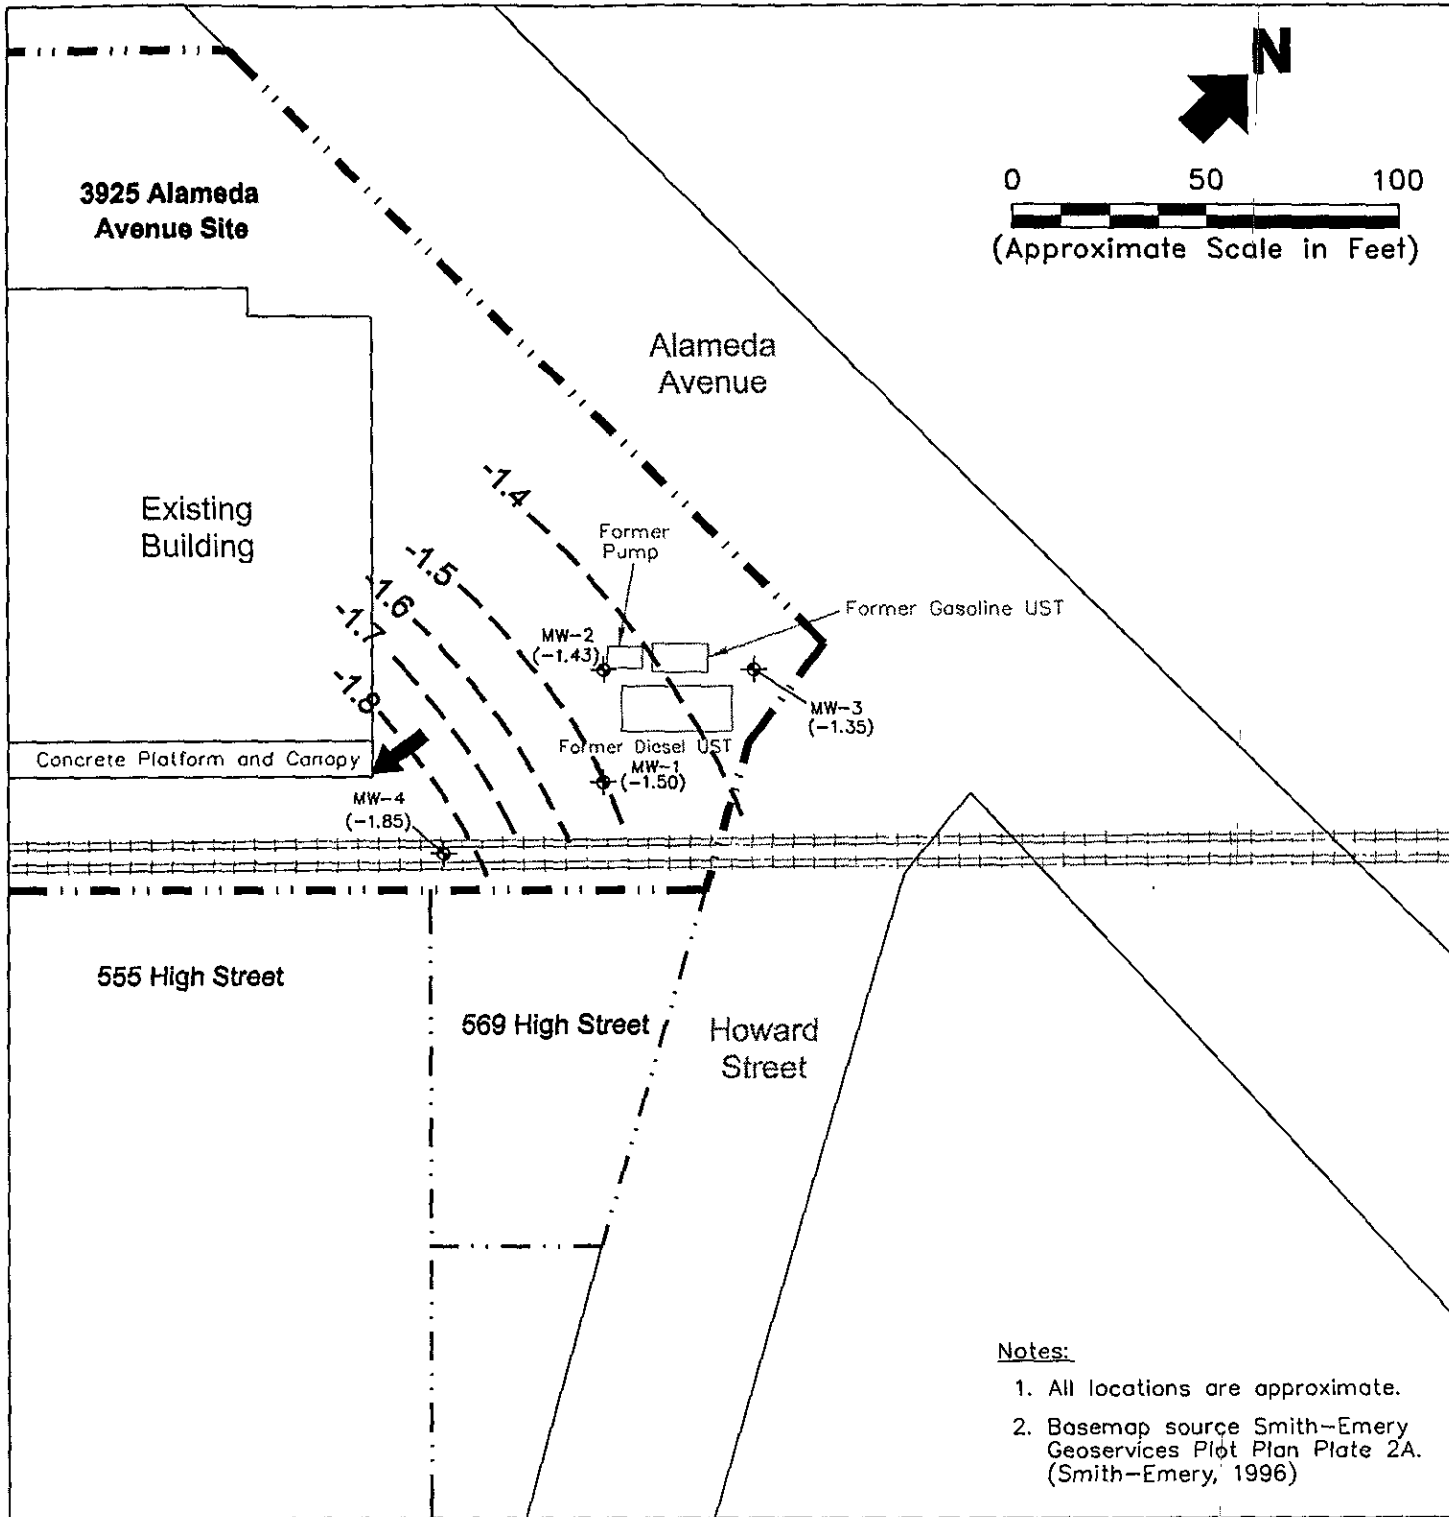 N
0 50 100
(Approximate Scale in Feet)
3925 Alameda
Avenue Site
Alameda
Avenue
Existing
Building
-1.4
-1.5
-1.6
-1.7
-1.8
Former
Pump
Former Gasoline UST
MW-2
(-1.43)
MW-3
(-1.35)
Former Diesel UST
MW-1
(-1.50)
Concrete Platform and Canopy
MW-4
(-1.85)
555 High Street
569 High Street
Howard
Street
Notes:
1. All locations are approximate.
2. Basemap source Smith-Emery
Geoservices Plot Plan Plate 2A.
(Smith-Emery, 1996)